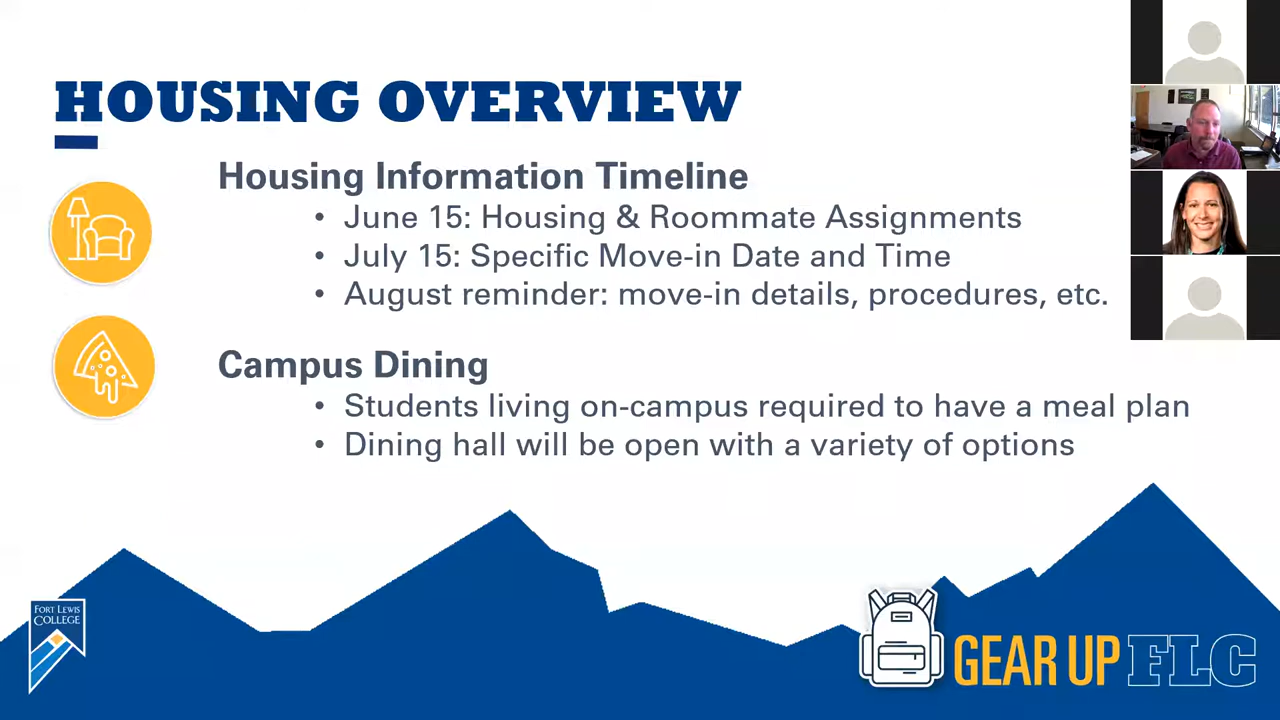 HOUSING OVERVIEW
Housing Information Timeline
• June 15: Housing & Roommate Assignments
• July 15: Specific Move-in Date and Time
• August reminder: move-in details, procedures, etc.
Campus Dining
• Students living on-campus required to have a meal plan
• Dining hall will be open with a variety of options
FORT LEWIS
COLLEGE
GEAR UP FLC